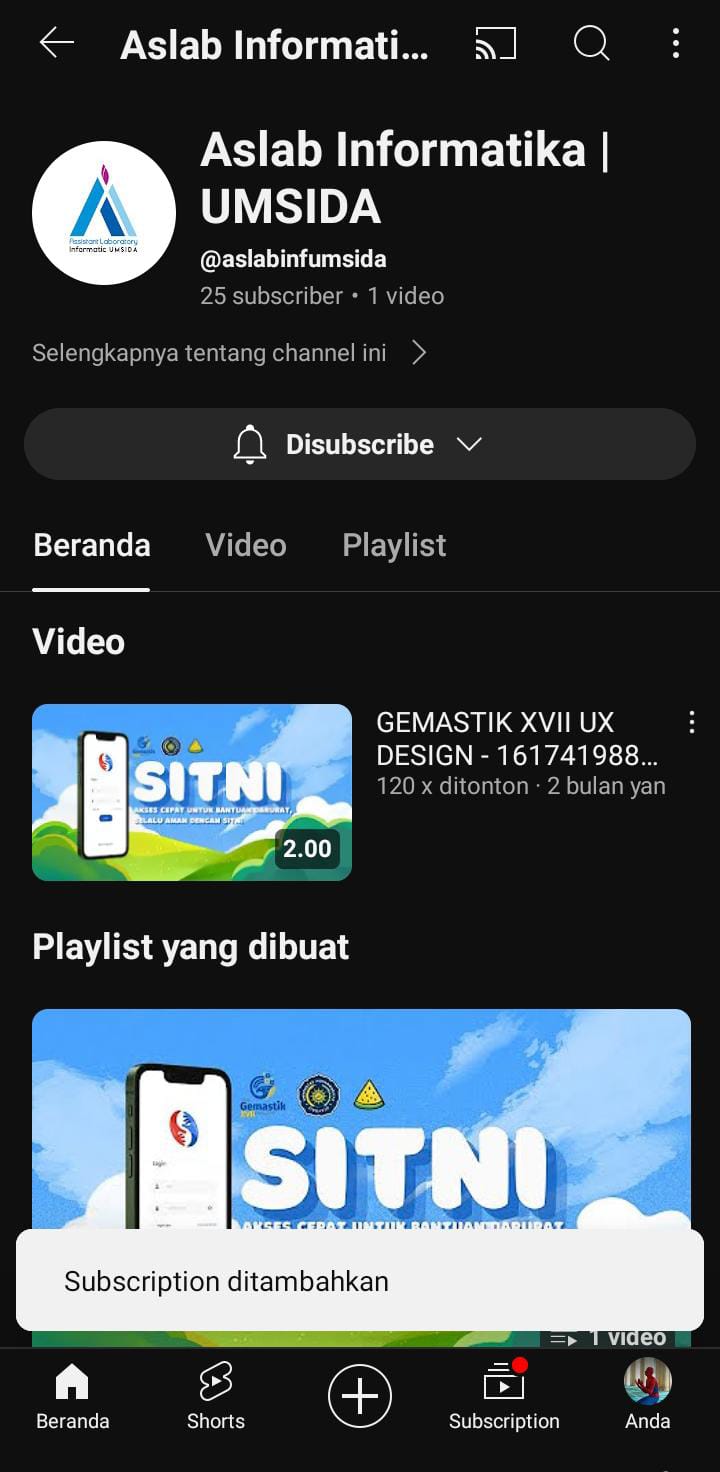 Aslab Informati...
Aslab Informatika |
UMSIDA
Assistant Laboratory
Informatic UMSIDA
@aslabinfumsida
25 subscriber • 1 video
Selengkapnya tentang channel ini
Disubscribe
Beranda
Video
Playlist
Video
Gemastik
SITNI
AKSES CEPAT UNTUK BANTUAN DARURAT,
SELALU AMAN DENGAN SITNI
2.00
GEMASTIK XVII UX
DESIGN - 161741988...
120 x ditonton · 2 bulan yan
Playlist yang dibuat
Gemastik
XVII
Login
SITNI
AKSES CEPAT UNTUK BANTUAN DARURAT
Subscription ditambahkan
1 video
Beranda
Shorts
Subscription
Anda